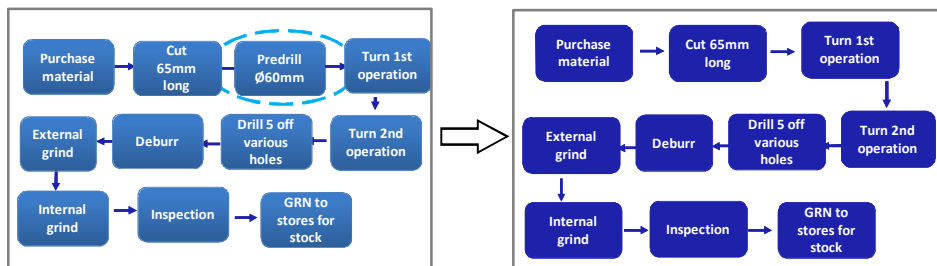 Purchase
material
Cut
65mm
long
Predrill
Ø60mm
Turn 1st
operation
External
grind
Deburr
Drill 5 off
various
holes
Turn 2nd
operation
Internal
grind
Inspection
GRN to
stores for
stock
Purchase
material
Cut 65mm
long
Turn 1st
operation
External
grind
Deburr
Drill 5 off
various
holes
Turn 2nd
operation
Internal
grind
Inspection
GRN to
stores for
stock